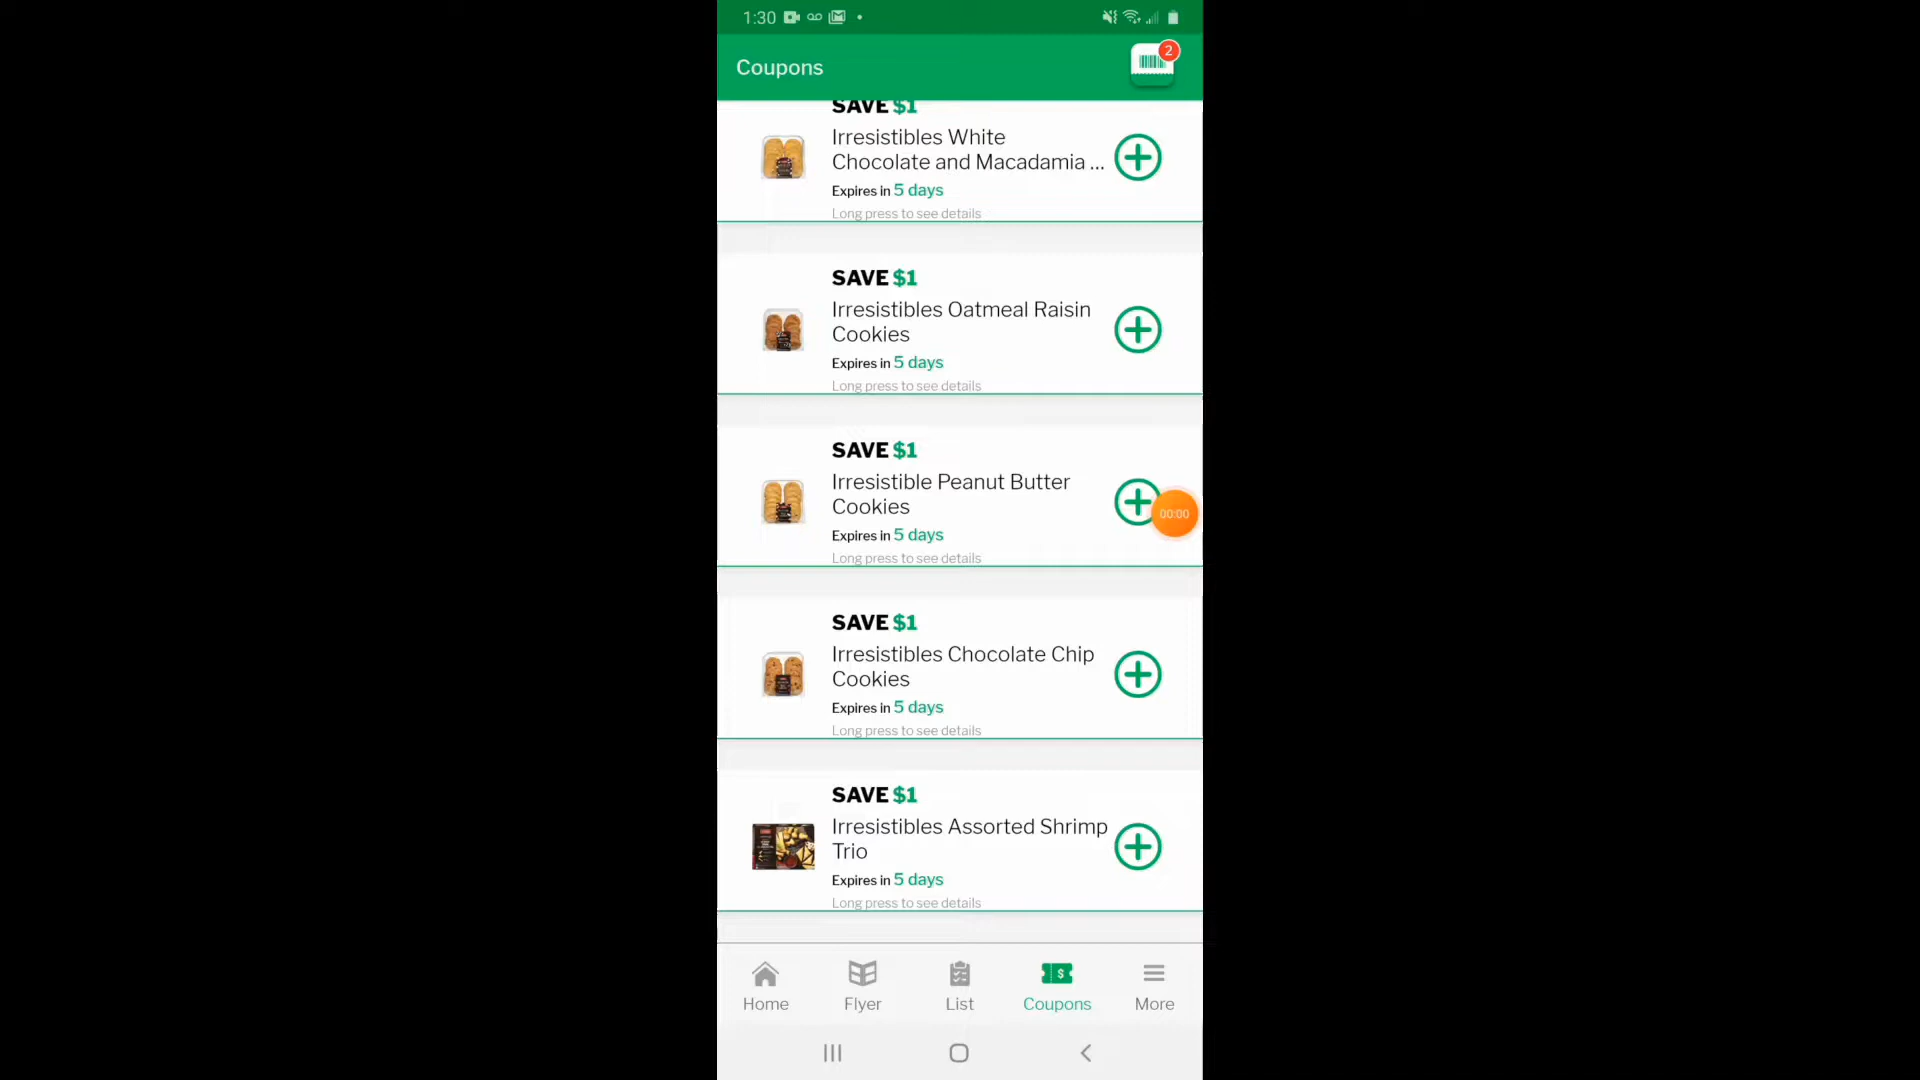 1:30
Coupons
2
SAVE $1
Irresistibles White
Chocolate and Macadamia ...
Expires in 5 days
Long press to see details
SAVE $1
Irresistibles Oatmeal Raisin
Cookies
Expires in 5 days
Long press to see details
SAVE $1
Irresistible Peanut Butter
Cookies
00:00
Expires in 5 days
Long press to see details
SAVE $1
Irresistibles Chocolate Chip
Cookies
Expires in 5 days
Long press to see details
SAVE $1
Irresistibles Assorted Shrimp
Trio
Expires in 5 days
Long press to see details
Home Flyer List Coupons More